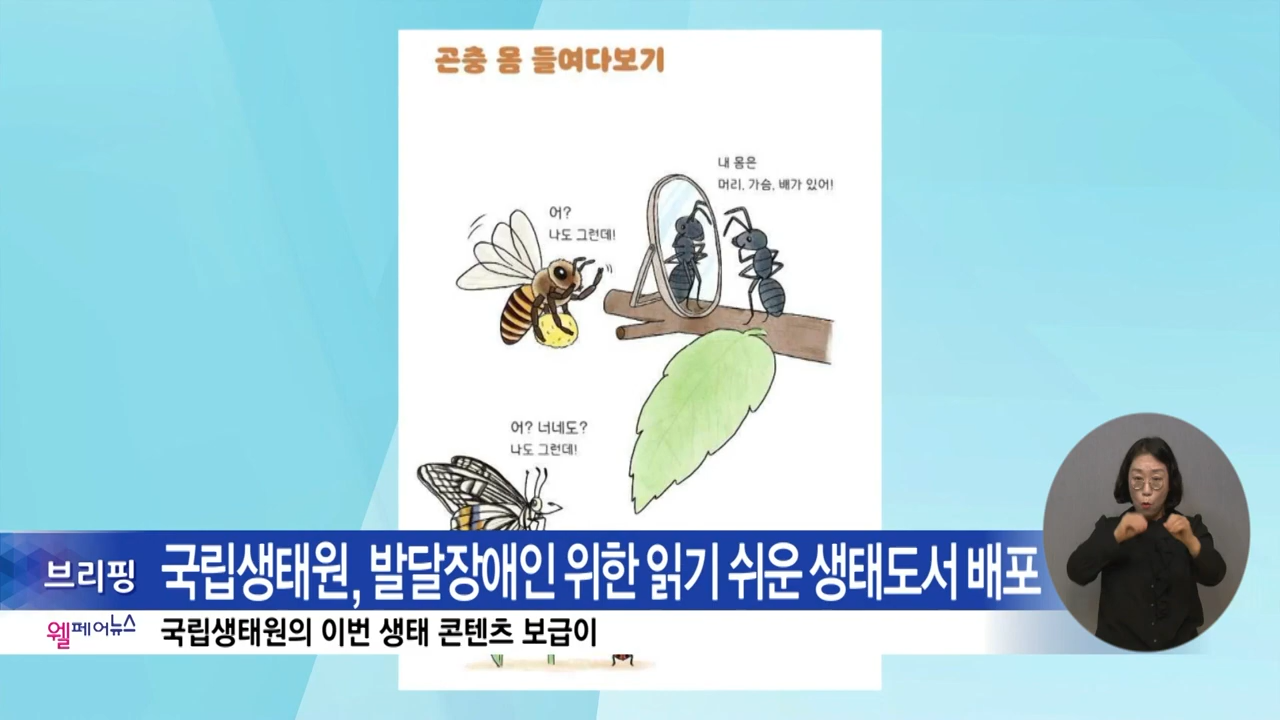 곤충 몸 들여다보기
내 몸은
머리, 가슴, 배가 있어!
어?
나도 그런데!
어? 너네도?
나도 그런데!
브리핑
국립생태원, 발달장애인 위한 읽기 쉬운 생태도서 배포
웰페어뉴스
국립생태원의 이번 생태 콘텐츠 보급이